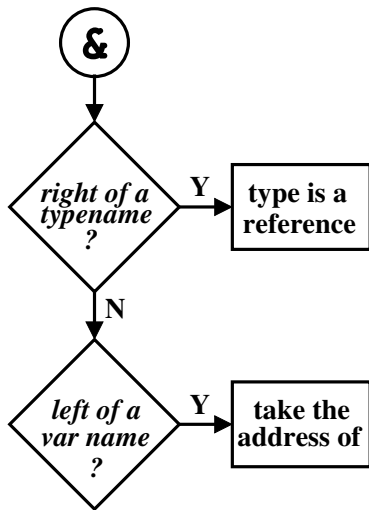 &
right of a
typename
?
Y
type is a
reference
N
left of a
var name
?
Y
take the
address of